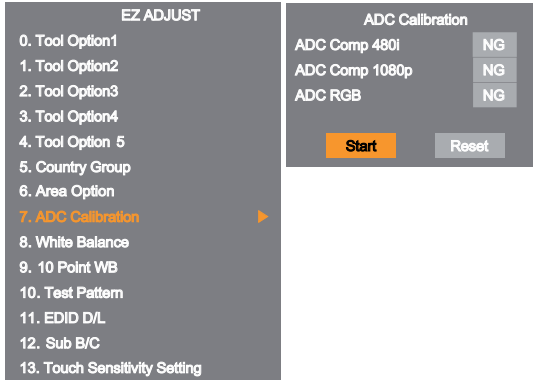 EZ ADJUST
0. Tool Option1
1. Tool Option2
2. Tool Option3
3. Tool Option4
4. Tool Option 5
5. Country Group
6. Area Option
7. ADC Calibration
8. White Balance
9. 10 Point WB
10. Test Pattern
11. EDID D/L
12. Sub B/C
13. Touch Sensitivity Setting
ADC Calibration
ADC Comp 480i NG
ADC Comp 1080p NG
ADC RGB NG
Start Reset